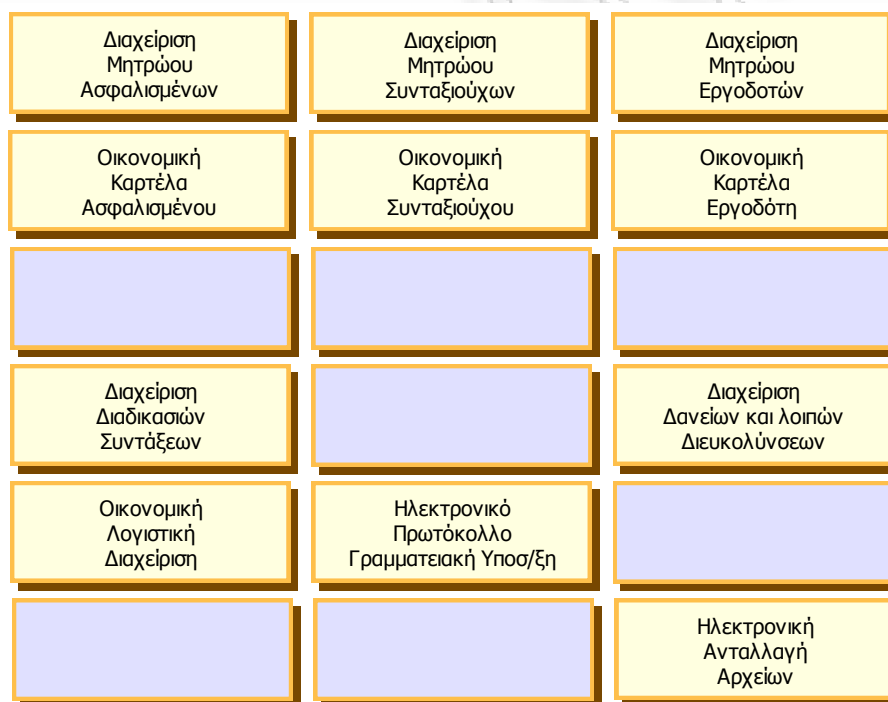 Διαχείριση
Μητρώου
Ασφαλισμένων
Διαχείριση
Μητρώου
Συνταξιούχων
Διαχείριση
Μητρώου
Εργοδοτών
Οικονομική
Καρτέλα
Ασφαλισμένου
Οικονομική
Καρτέλα
Συνταξιούχου
Οικονομική
Καρτέλα
Εργοδότη
Διαχείριση
Διαδικασιών
Συντάξεων
Διαχείριση
Δανείων και λοιπών
Διευκολύνσεων
Οικονομική
Λογιστική
Διαχείριση
Ηλεκτρονικό
Πρωτόκολλο
Γραμματειακή Υποσ/ξη
Ηλεκτρονική
Ανταλλαγή
Αρχείων